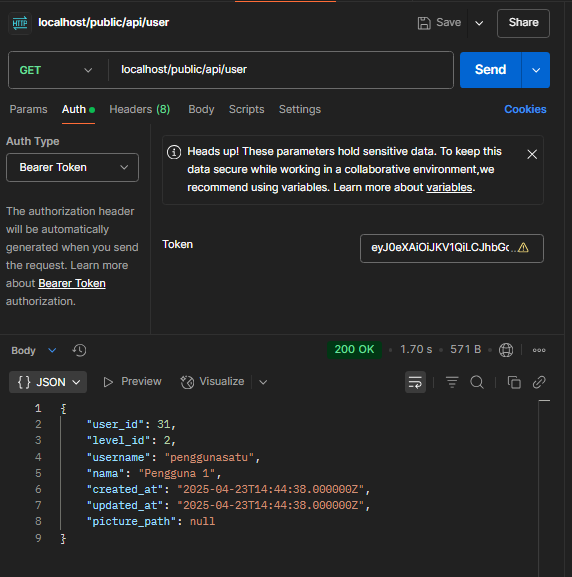 HTTP localhost/public/api/user Save Share
GET localhost/public/api/user Send
Params Auth Headers (8) Body Scripts Settings Cookies
Auth Type
Bearer Token
The authorization header
will be automatically
generated when you send
the request. Learn more
about Bearer Token
authorization.
Heads up! These parameters hold sensitive data. To keep this
data secure while working in a collaborative environment,we
recommend using variables. Learn more about variables.
Token eyJ0eXAiOiJKV1QiLCJhbGc...
Body 200 OK • 1.70 s • 571 B
{} JSON Preview Visualize
1 {
2 "user_id": 31,
3 "level_id": 2,
4 "username": "penggunasatu",
5 "nama": "Pengguna 1",
6 "created_at": "2025-04-23T14:44:38.000000Z",
7 "updated_at": "2025-04-23T14:44:38.000000Z",
8 "picture_path": null
9 }